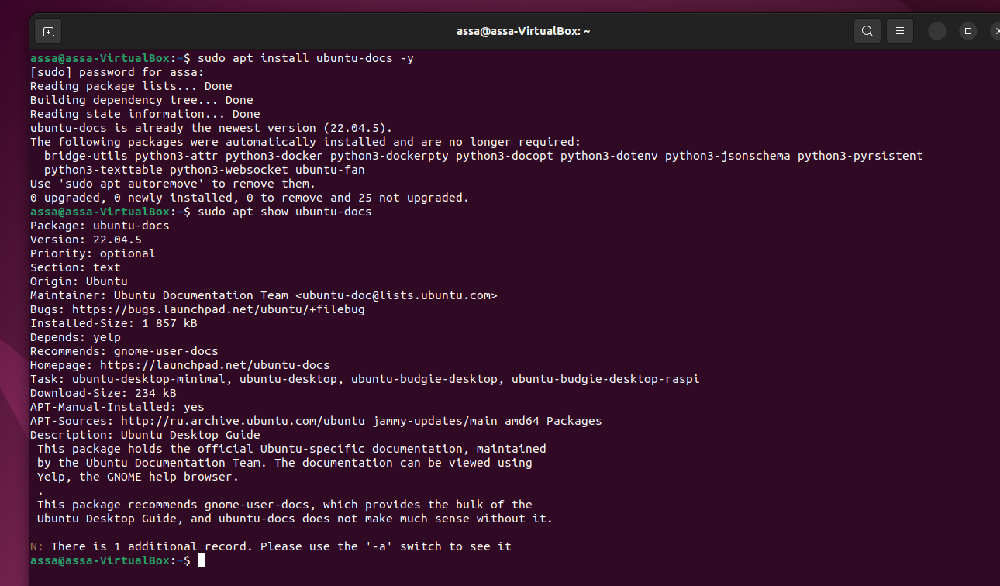 assa@assa-VirtualBox: ~
assa@assa-VirtualBox:~$ sudo apt install ubuntu-docs -y
[sudo] password for assa:
Reading package lists... Done
Building dependency tree... Done
Reading state information... Done
ubuntu-docs is already the newest version (22.04.5).
The following packages were automatically installed and are no longer required:
  bridge-utils python3-attr python3-docker python3-dockerpty python3-docopt python3-dotenv python3-jsonschema python3-pyrsistent
  python3-texttable python3-websocket ubuntu-fan
Use 'sudo apt autoremove' to remove them.
0 upgraded, 0 newly installed, 0 to remove and 25 not upgraded.
assa@assa-VirtualBox:~$ sudo apt show ubuntu-docs
Package: ubuntu-docs
Version: 22.04.5
Priority: optional
Section: text
Origin: Ubuntu
Maintainer: Ubuntu Documentation Team <ubuntu-doc@lists.ubuntu.com>
Bugs: https://bugs.launchpad.net/ubuntu/+filebug
Installed-Size: 1 857 kB
Depends: yelp
Recommends: gnome-user-docs
Homepage: https://launchpad.net/ubuntu-docs
Task: ubuntu-desktop-minimal, ubuntu-desktop, ubuntu-budgie-desktop, ubuntu-budgie-desktop-raspi
Download-Size: 234 kB
APT-Manual-Installed: yes
APT-Sources: http://ru.archive.ubuntu.com/ubuntu jammy-updates/main amd64 Packages
Description: Ubuntu Desktop Guide
 This package holds the official Ubuntu-specific documentation, maintained
 by the Ubuntu Documentation Team. The documentation can be viewed using
 Yelp, the GNOME help browser.
 .
 This package recommends gnome-user-docs, which provides the bulk of the
 Ubuntu Desktop Guide, and ubuntu-docs does not make much sense without it.
N: There is 1 additional record. Please use the '-a' switch to see it
assa@assa-VirtualBox:~$